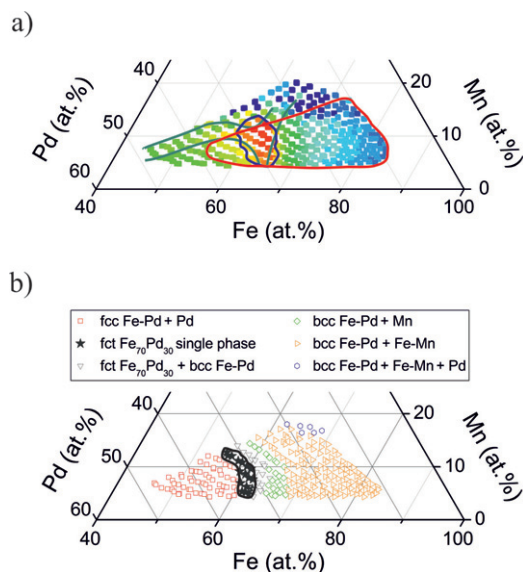 a)
40
50
60
Pd (at.%)
20
10
0
Mn (at.%)
40
60
80
100
Fe (at.%)
b)
fcc Fe-Pd + Pd
fct Fe70Pd30 single phase
fct Fe70Pd30 + bcc Fe-Pd
bcc Fe-Pd + Mn
bcc Fe-Pd + Fe-Mn
bcc Fe-Pd + Fe-Mn + Pd
40
50
60
Pd (at.%)
20
10
0
Mn (at.%)
40
60
80
100
Fe (at.%)